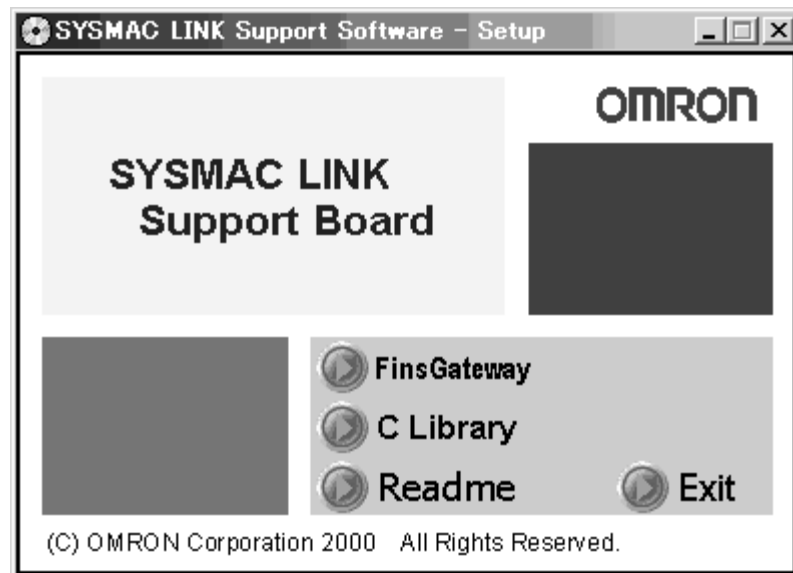 SYSMAC LINK Support Software - Setup
OMRON
SYSMAC LINK
Support Board
FinsGateway
C Library
Readme
Exit
(C) OMRON Corporation 2000 All Rights Reserved.